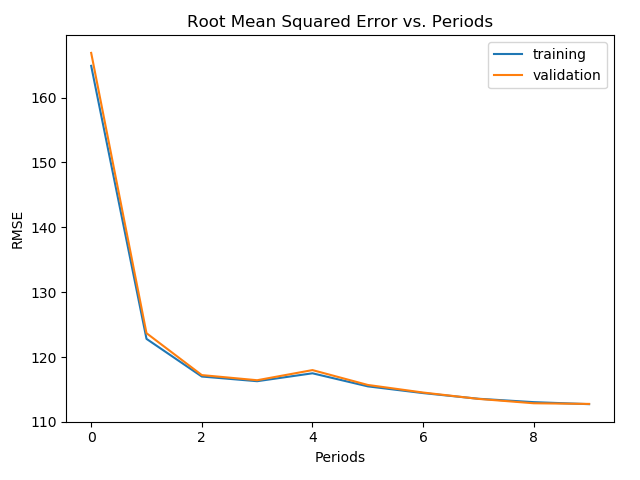 Root Mean Squared Error vs. Periods
training
validation
160
150
140
130
120
110
RMSE
0 2 4 6 8
Periods